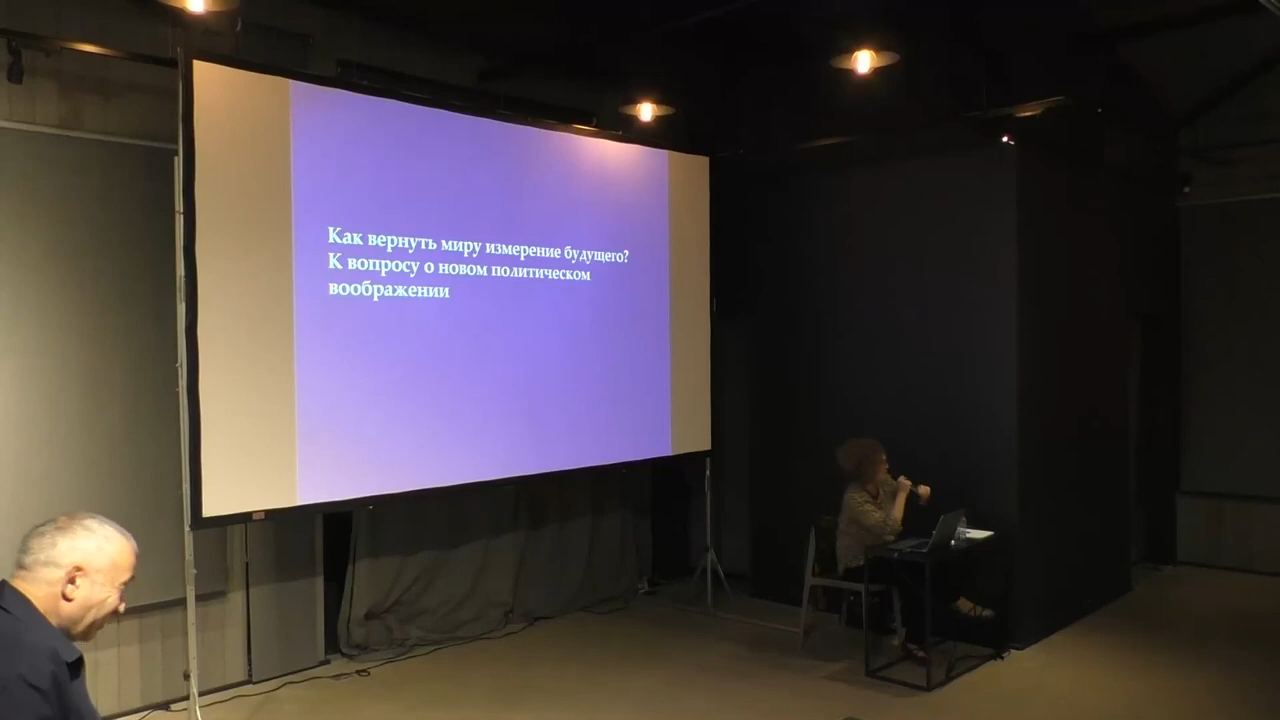 Как вернуть миру измерение будущего?
К вопросу о новом политическом
воображении